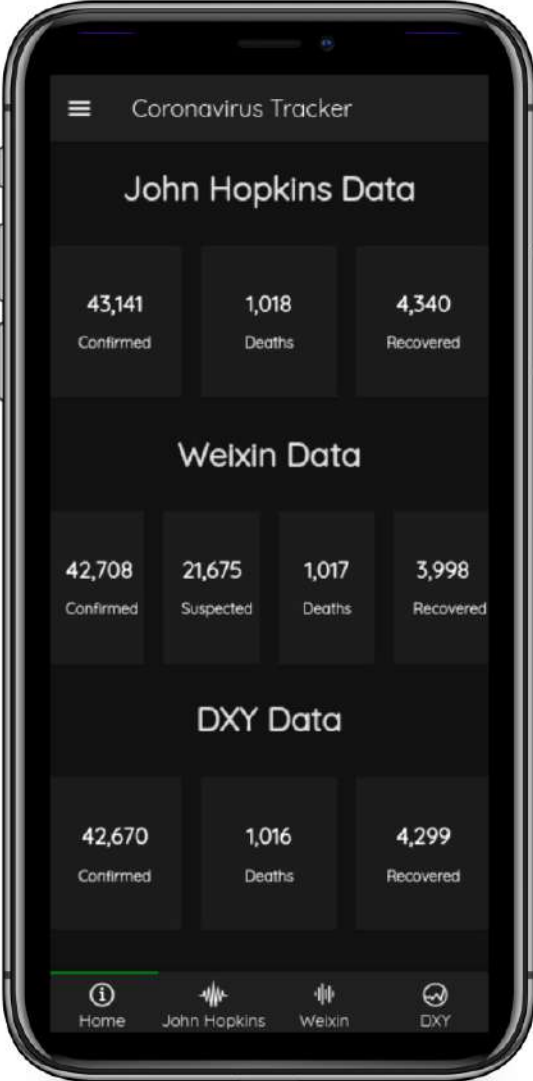 Coronavirus Tracker
John Hopkins Data
43,141 1,018 4,340
Confirmed Deaths Recovered
Weixin Data
42,708 21,675 1,017 3,998
Confirmed Suspected Deaths Recovered
DXY Data
42,670 1,016 4,299
Confirmed Deaths Recovered
Home John Hopkins Weixin DXY